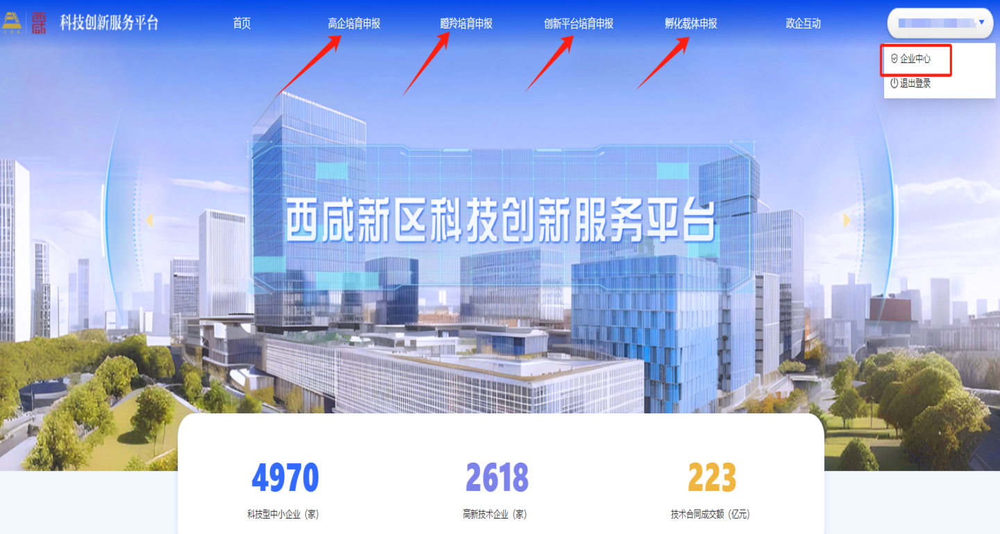 西咸
科技创新服务平台
首页
高企培育申报
瞪羚培育申报
创新平台培育申报
孵化载体申报
政企互动
企业中心
退出登录
西咸新区科技创新服务平台
4970
2618
223
科技型中小企业（家）
高新技术企业（家）
技术合同成交额（亿元）